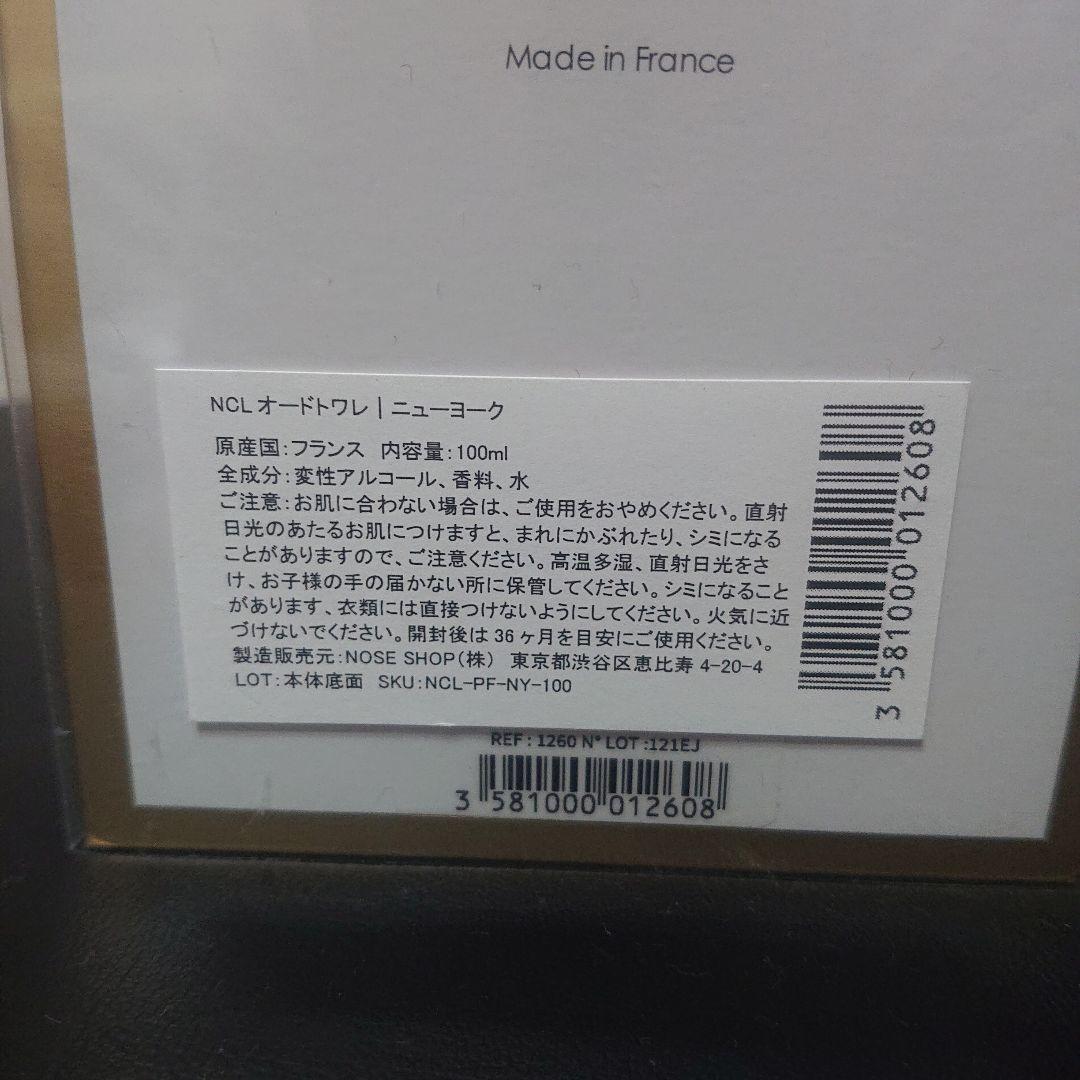 Made in France
NCL オードトワレ | ニューヨーク
原産国：フランス 内容量：100ml
全成分：変性アルコール、香料、水
ご注意：お肌に合わない場合は、ご使用をおやめください。直射
日光のあたるお肌につけますと、まれにかぶれたり、シミになる
ことがありますので、ご注意ください。高温多湿、直射日光をさ
け、お子様の手の届かない所に保管してください。シミになること
があります、衣類には直接つけないようにしてください。火気に近
づけないでください。開封後は 36 ヶ月を目安にご使用ください。
製造販売元：NOSE SHOP（株） 東京都渋谷区恵比寿 4-20-4
LOT：本体底面 SKU：NCL-PF-NY-100
3 581000 012608
REF : 1260 N° LOT :121EJ
3 581000 012608